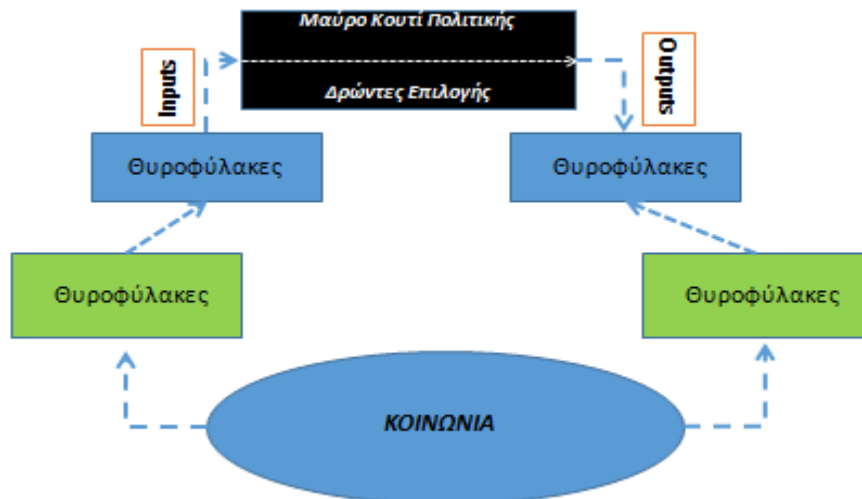 Μαύρο Κουτί Πολιτικής
Δρώντες Επιλογής
Inputs
Outputs
Θυροφύλακες
Θυροφύλακες
Θυροφύλακες
Θυροφύλακες
ΚΟΙΝΩΝΙΑ